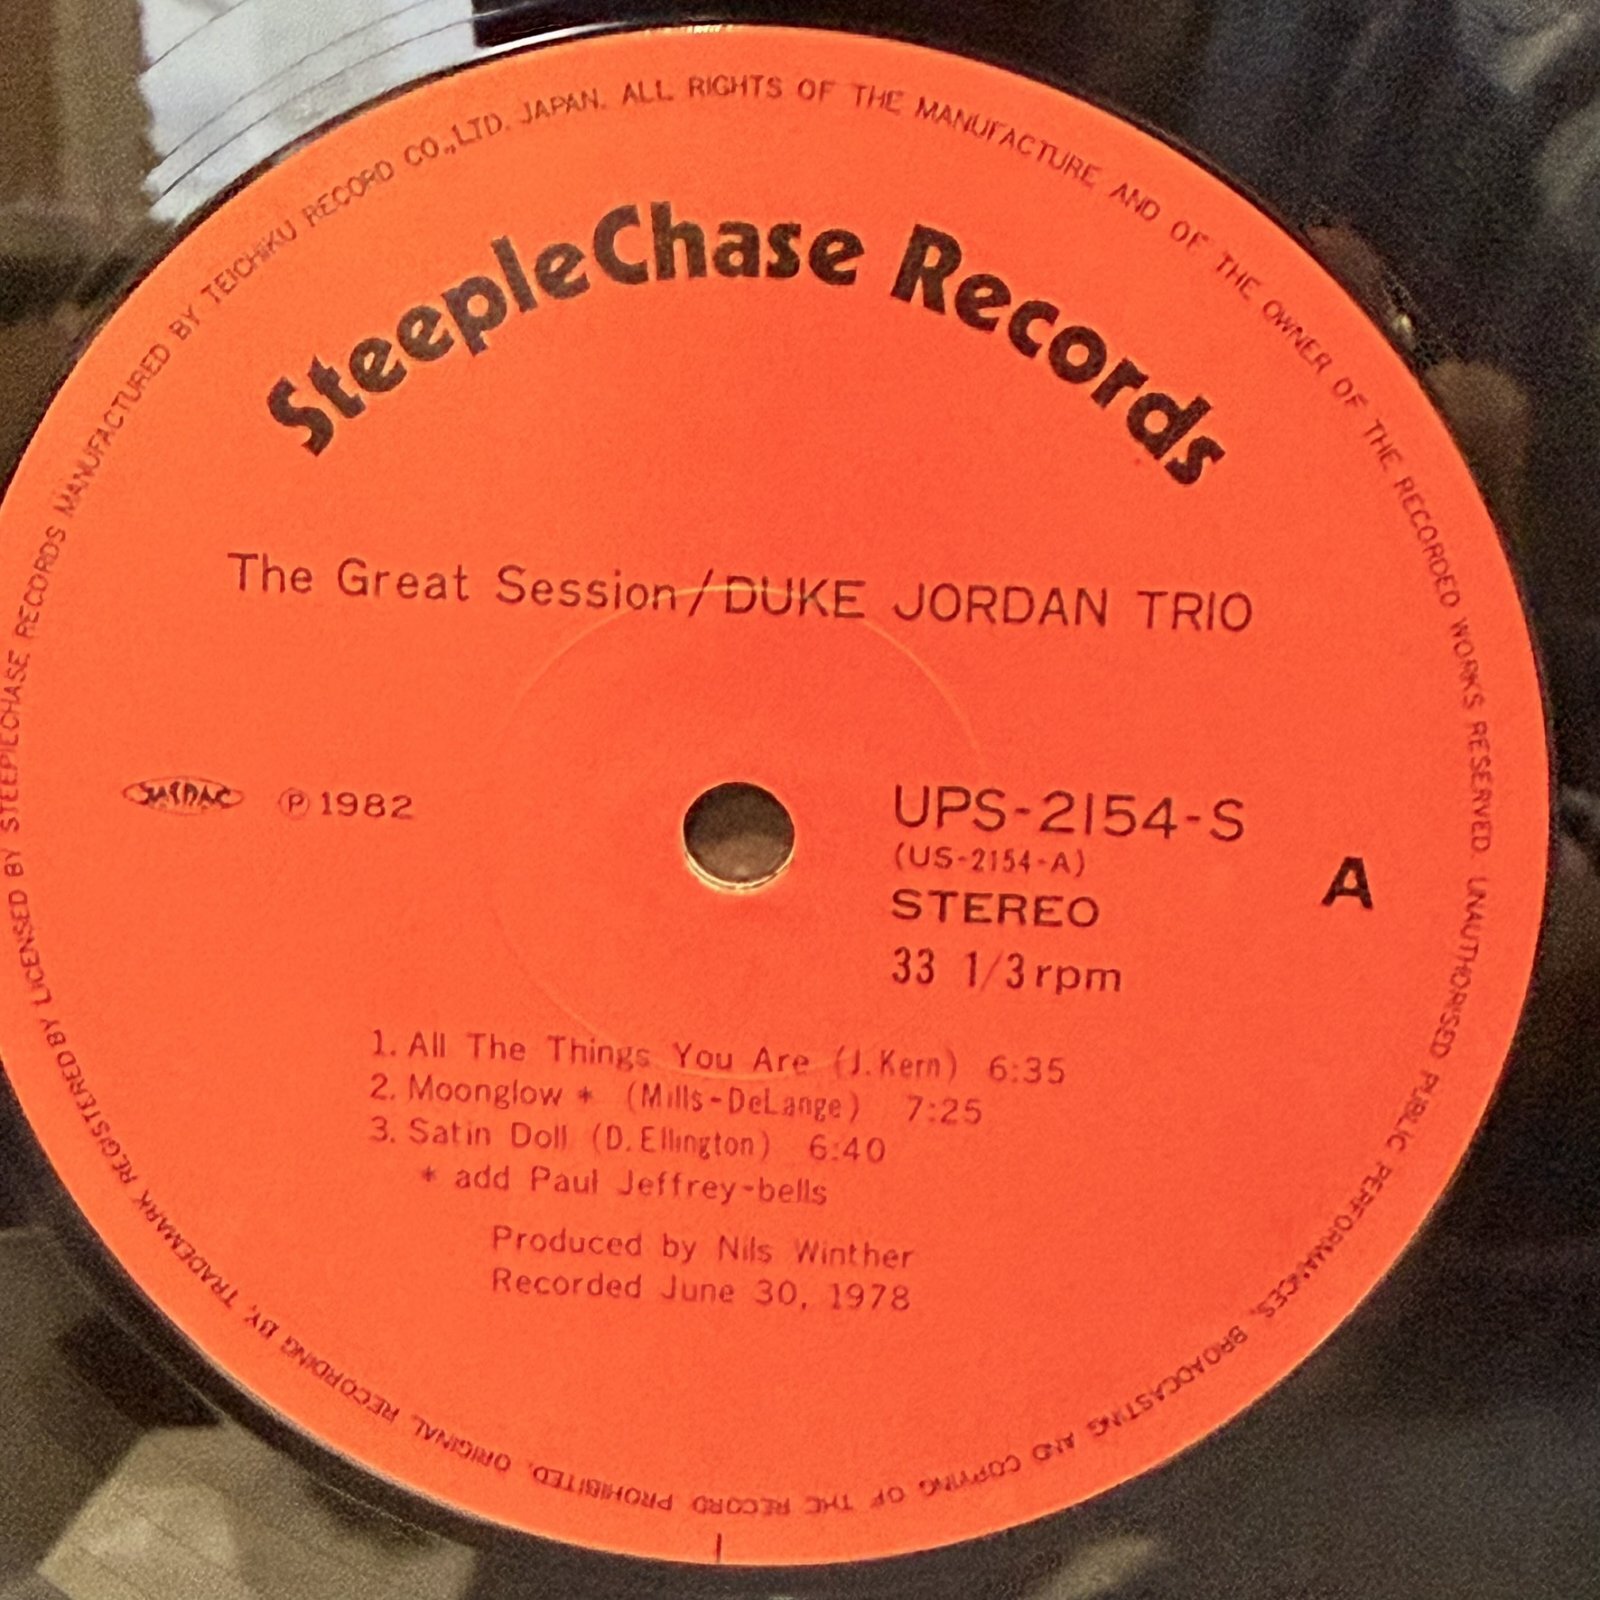 SteepleChase Records
The Great Session/DUKE JORDAN TRIO
℗ 1982
UPS-2154-S
(US-2154-A)
STEREO
33 1/3 rpm
A
1. All The Things You Are (J. Kern) 6:35
2. Moonglow * (Mills-DeLange) 7:25
3. Satin Doll (D. Ellington) 6:40
* add Paul Jeffrey-bells
Produced by Nils Winther
Recorded June 30, 1978
TRADEMARK REGISTERED BY LICENSED BY STEEPLECHASE RECORDS MANUFACTURED BY TEICHIKU RECORD CO.,LTD. JAPAN. ALL RIGHTS OF THE MANUFACTURE AND OF THE OWNER OF THE RECORDED WORKS RESERVED. UNAUTHORISED PUBLIC PERFORMANCES, BROADCASTING AND COPYING OF THE RECORD PROHIBITED. ORIGINAL RECORDING BY.